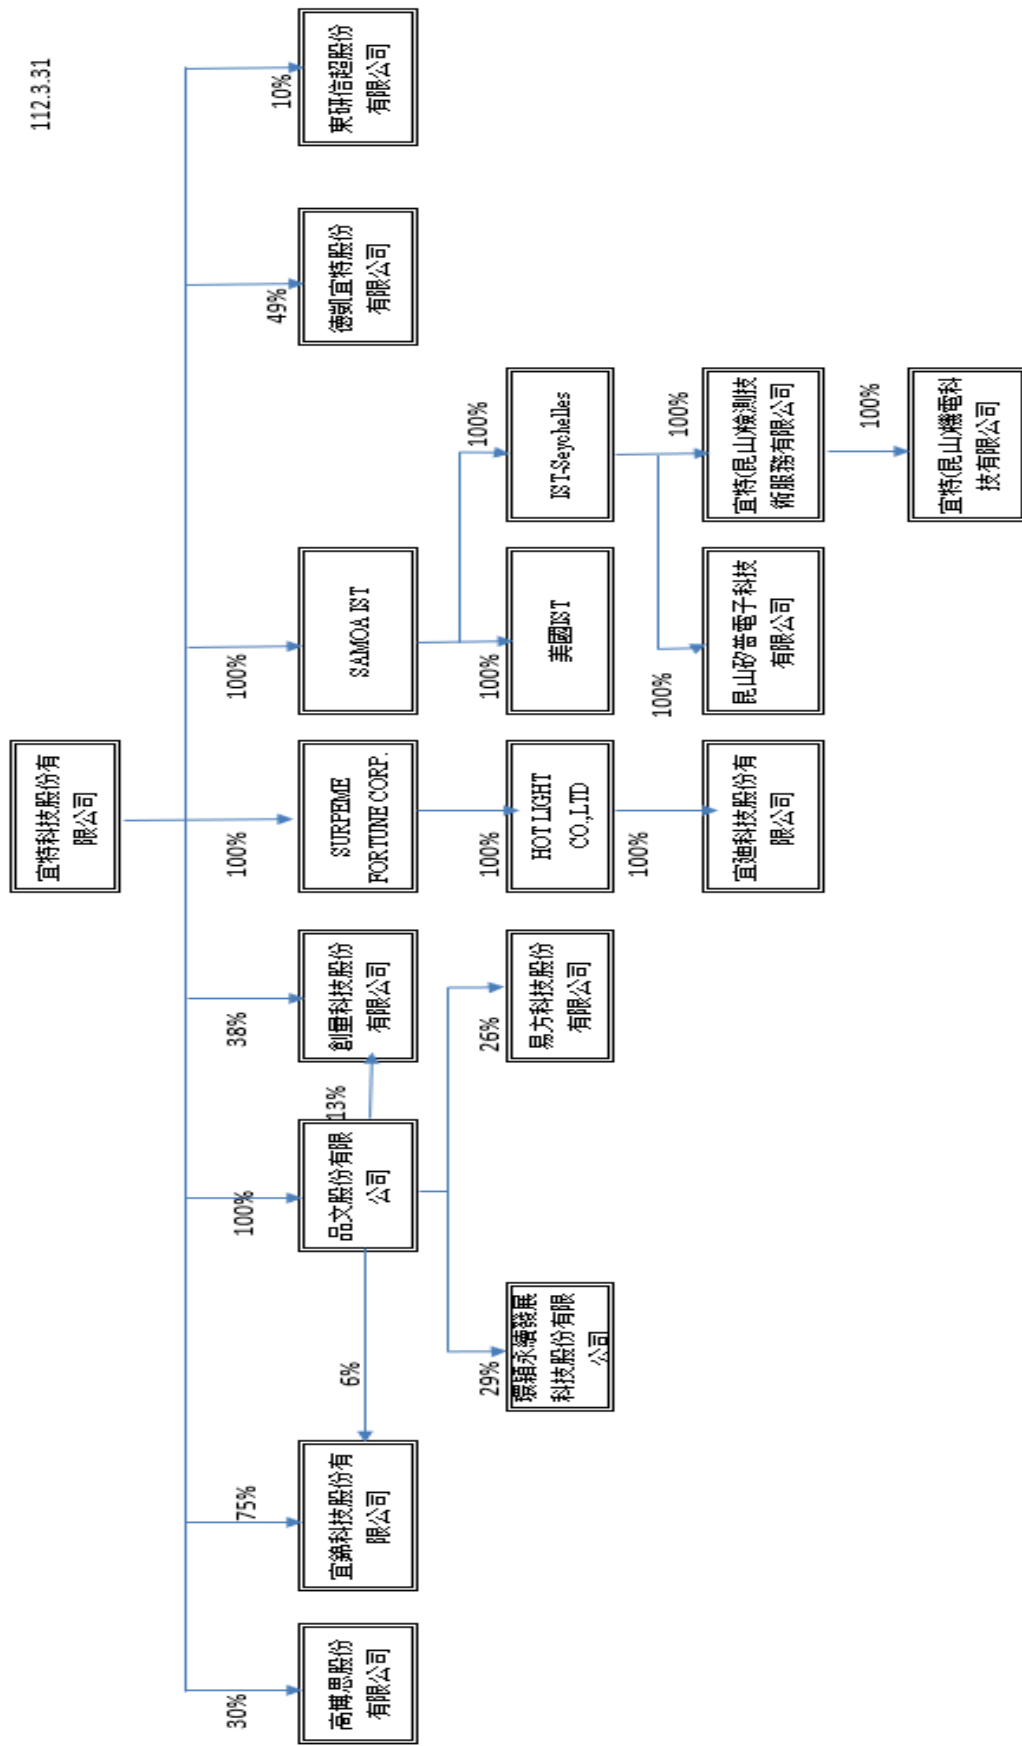 112.3.31
宜特科技股份有
限公司
30%
75%
100%
38%
100%
100%
49%
10%
高博思股份
有限公司
宜錦科技股份有
限公司
6%
品文股份有限
公司
13%
創量科技股份
有限公司
SURPEME
FORTUNE CORP.
SAMOA IST
德凱宜特股份
有限公司
東研信超股份
有限公司
29%
26%
100%
100%
100%
環穎永續發展
科技股份有限
公司
易方科技股份
有限公司
HOT LIGHT
CO.,LTD
美國IST
IST-Seychelles
100%
100%
100%
宜迪科技股份有
限公司
昆山矽普電子科技
有限公司
宜特(昆山)檢測技
術服務有限公司
100%
宜特(昆山)機電科
技有限公司